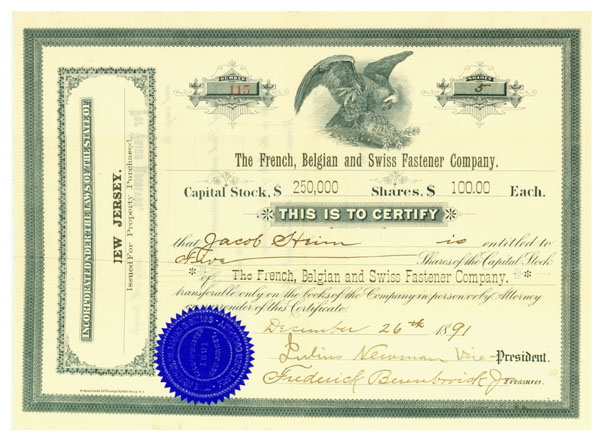 NUMBER
115
SHARES
5
The French, Belgian and Swiss Fastener Company.
Capital Stock, $ 250,000 Shares, $ 100.00 Each.
THIS IS TO CERTIFY
that Jacob Heim is entitled to
Five Shares of the Capital Stock
of The French, Belgian and Swiss Fastener Company.
transferable only on the books of the Company in person or by Attorney
surrender of this Certificate.
December 26th 1891
Julius Newman Vice-President.
Frederick Treasurer.
INCORPORATED UNDER THE LAWS OF THE STATE OF
IEW JERSEY.
Issued For Property Purchased.